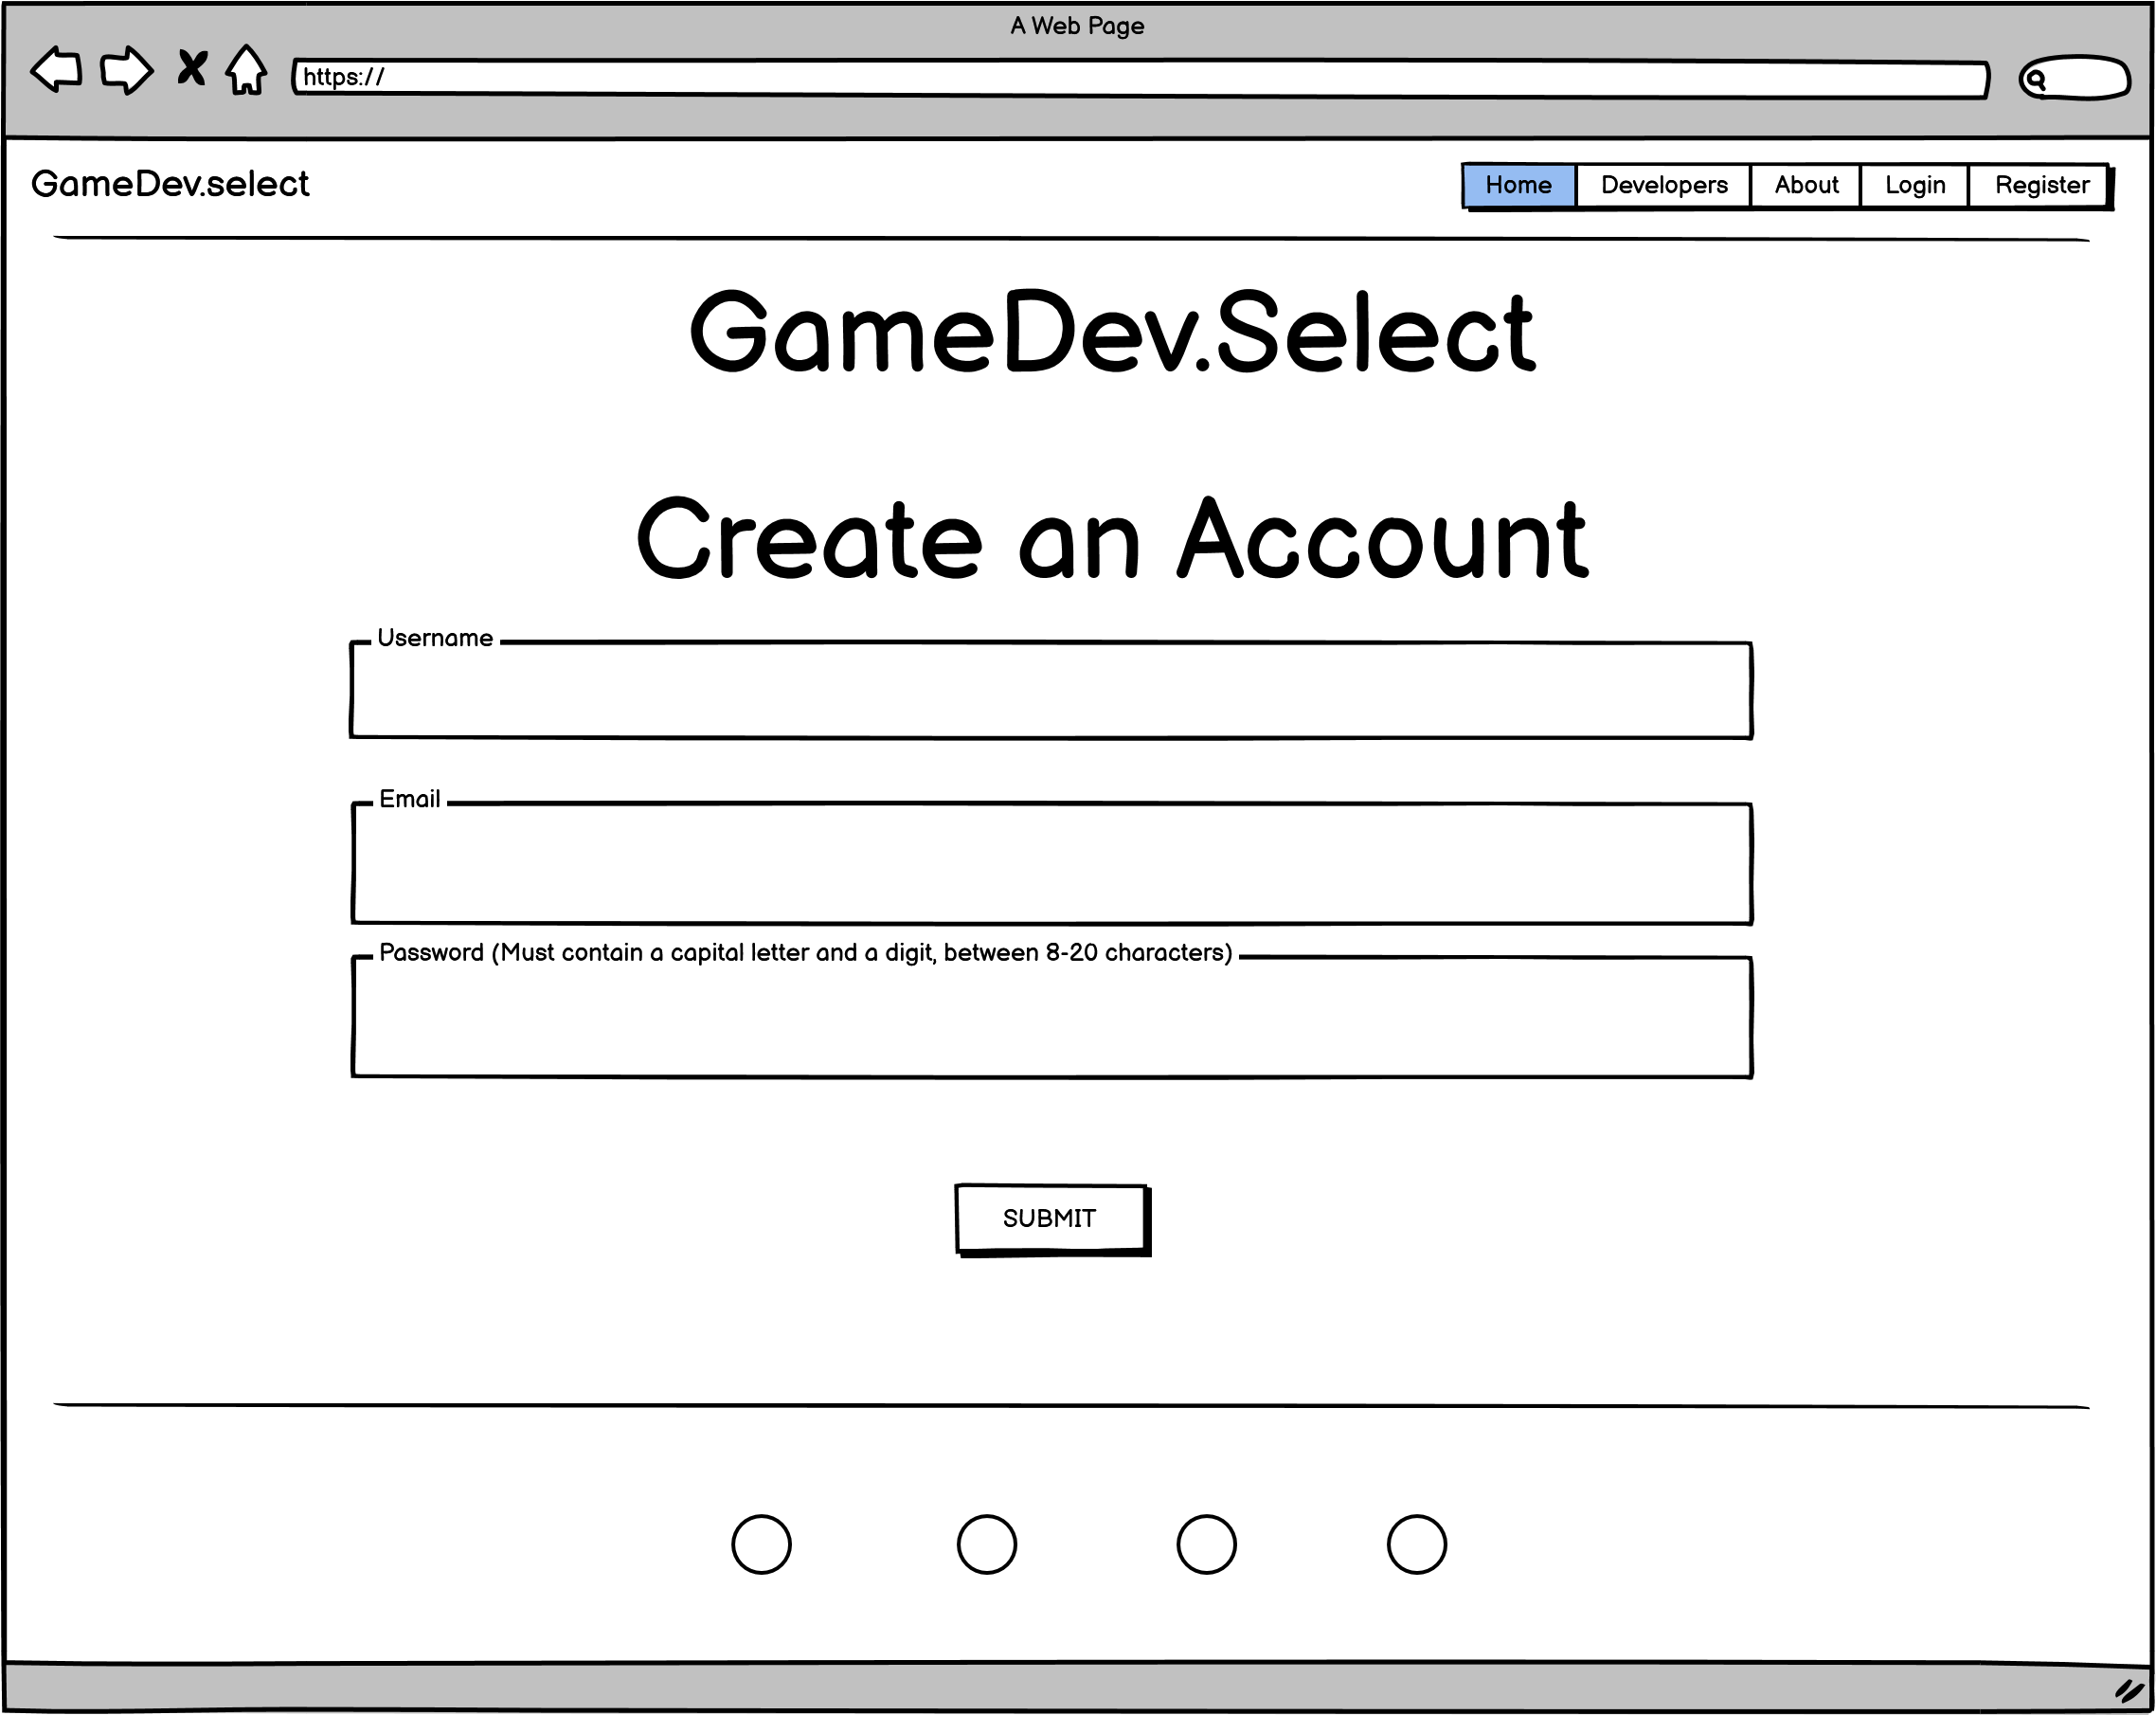 A Web Page
https://
GameDev.select
Home Developers About Login Register
GameDev.Select
Create an Account
Username
Email
Password (Must contain a capital letter and a digit, between 8-20 characters)
SUBMIT